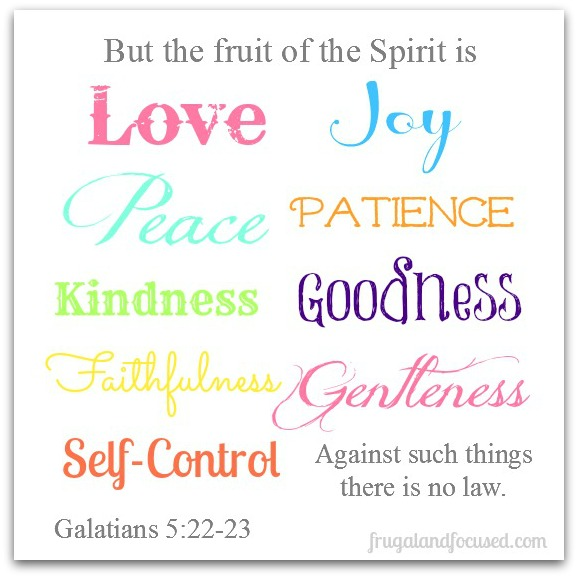 But the fruit of the Spirit is
Love Joy
Peace PATIENCE
Kindness Goodness
Faithfulness Gentleness
Self-Control Against such things
there is no law.
Galatians 5:22-23
frugalandfocused.com